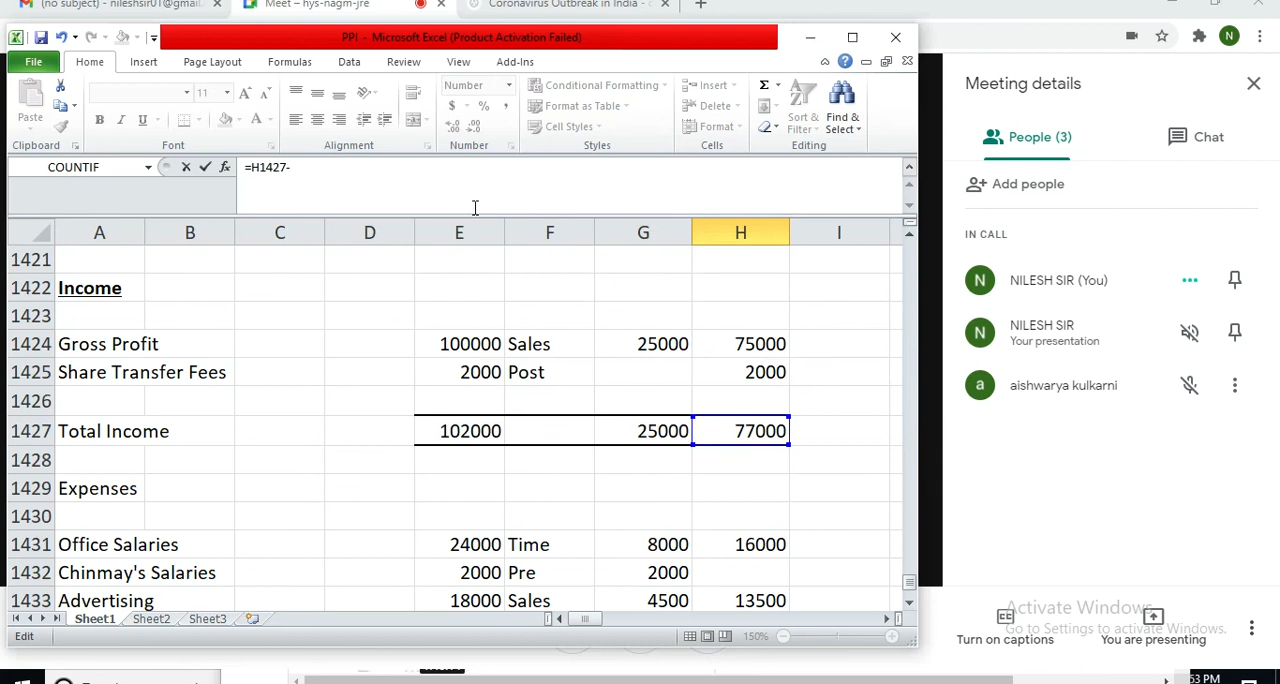 (no subject) - nileshsir01@gmail. × Meet – hys-nagm-jre × Coronavirus Outbreak in India - × +
PPI - Microsoft Excel (Product Activation Failed)
File Home Insert Page Layout Formulas Data Review View Add-Ins
Paste
11
B I U
Number
$ % ,
Conditional Formatting
Format as Table
Cell Styles
Insert
Delete
Format
Σ
Sort & Filter
Find & Select
Clipboard Font Alignment Number Styles Cells Editing
COUNTIF fx =H1427-
A B C D E F G H I
1421
1422 Income
1423
1424 Gross Profit 100000 Sales 25000 75000
1425 Share Transfer Fees 2000 Post 2000
1426
1427 Total Income 102000 25000 77000
1428
1429 Expenses
1430
1431 Office Salaries 24000 Time 8000 16000
1432 Chinmay's Salaries 2000 Pre 2000
1433 Advertising 18000 Sales 4500 13500
Sheet1 Sheet2 Sheet3
Edit 150%
N
Meeting details
People (3) Chat
Add people
IN CALL
N NILESH SIR (You)
N NILESH SIR
Your presentation
a aishwarya kulkarni
Activate Windows
Go to Settings to activate Windows.
Turn on captions You are presenting
53 PM